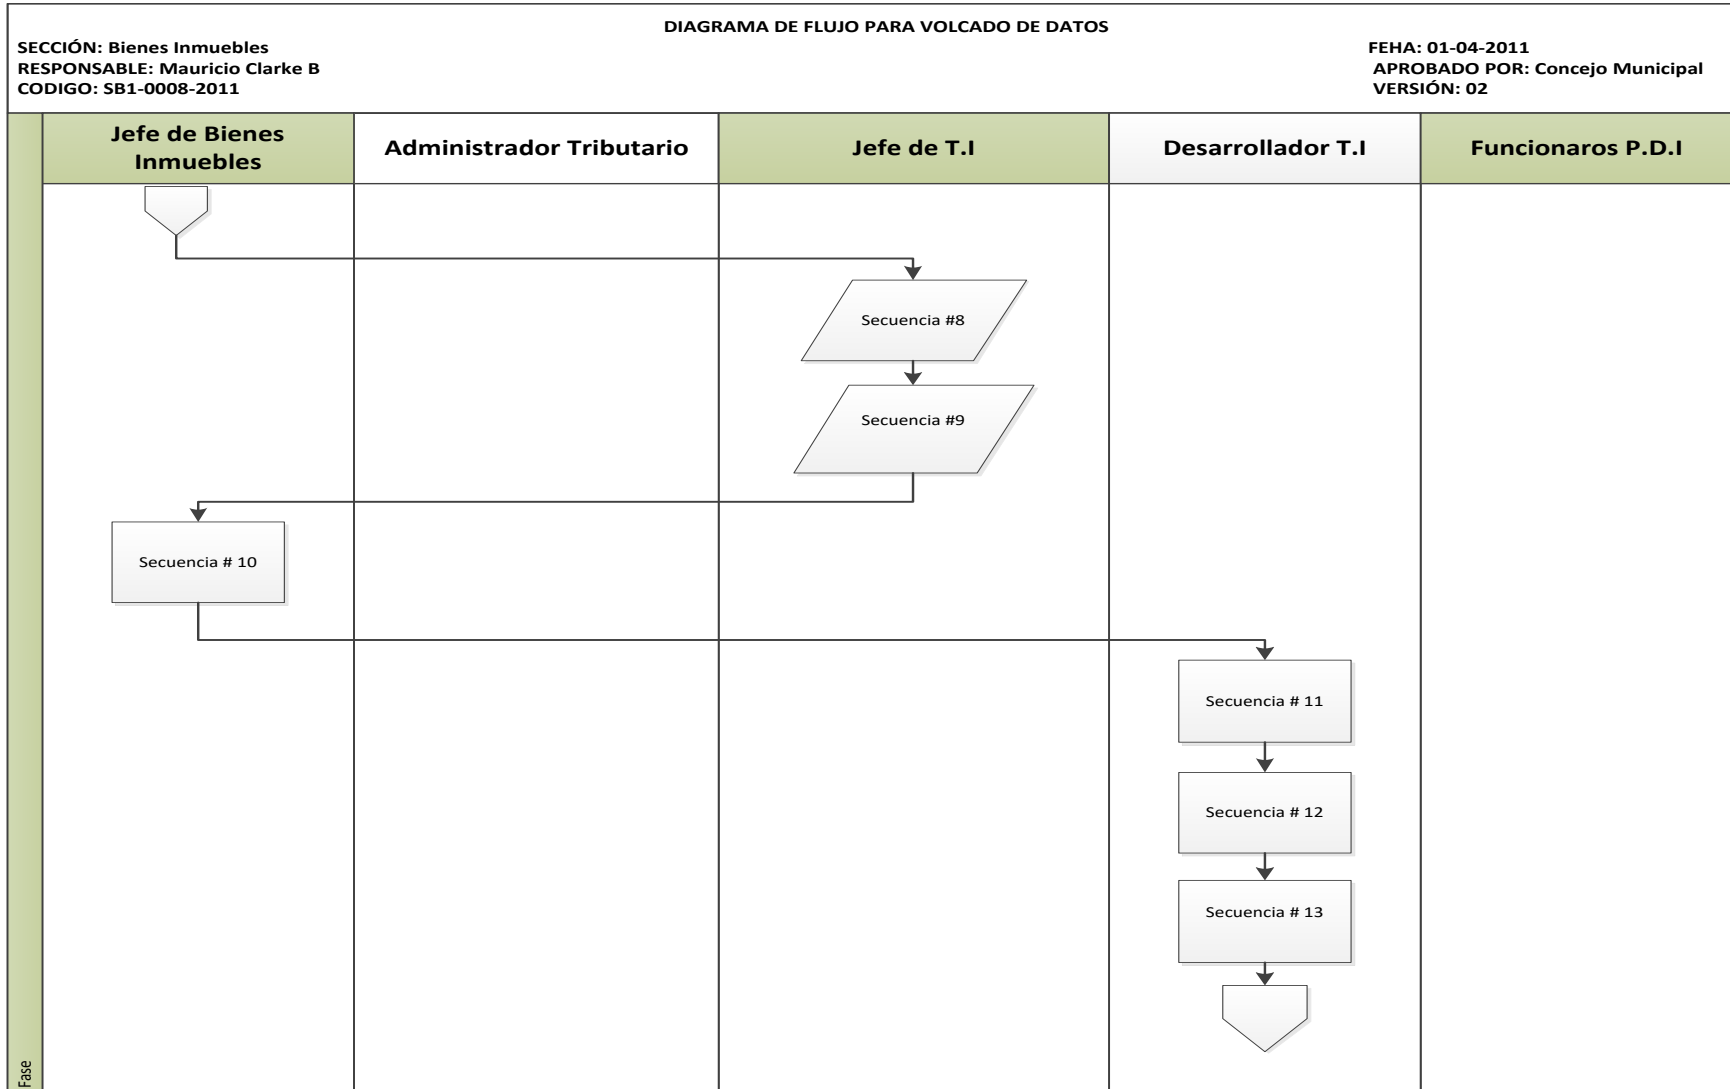 DIAGRAMA DE FLUJO PARA VOLCADO DE DATOS
SECCIÓN: Bienes Inmuebles
RESPONSABLE: Mauricio Clarke B
CODIGO: SB1-0008-2011
FEHA: 01-04-2011
APROBADO POR: Concejo Municipal
VERSIÓN: 02
Jefe de Bienes
Inmuebles
Administrador Tributario
Jefe de T.I
Desarrollador T.I
Funcionaros P.D.I
Secuencia #8
Secuencia #9
Secuencia # 10
Secuencia # 11
Secuencia # 12
Secuencia # 13
Fase